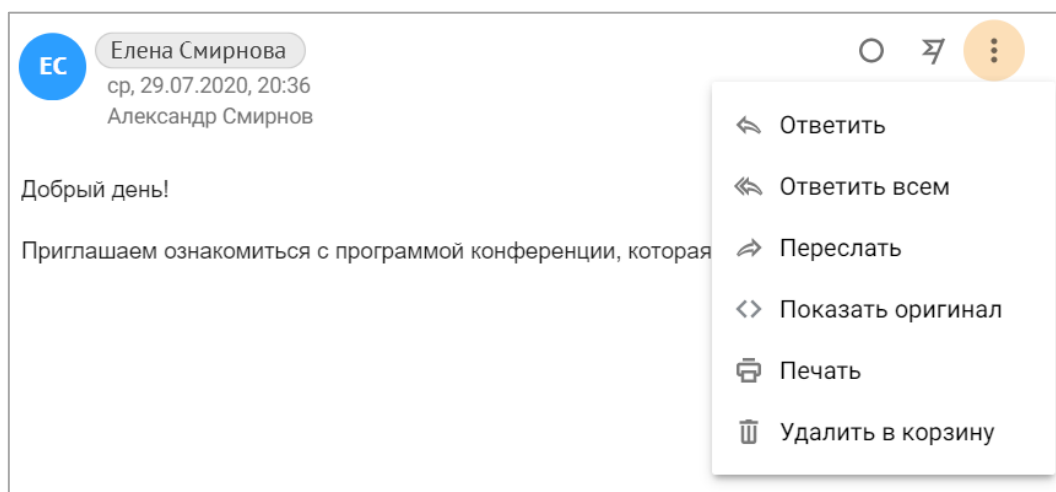 ЕС
Елена Смирнова
ср, 29.07.2020, 20:36
Александр Смирнов
Добрый день!
Приглашаем ознакомиться с программой конференции, которая
Ответить
Ответить всем
Переслать
Показать оригинал
Печать
Удалить в корзину